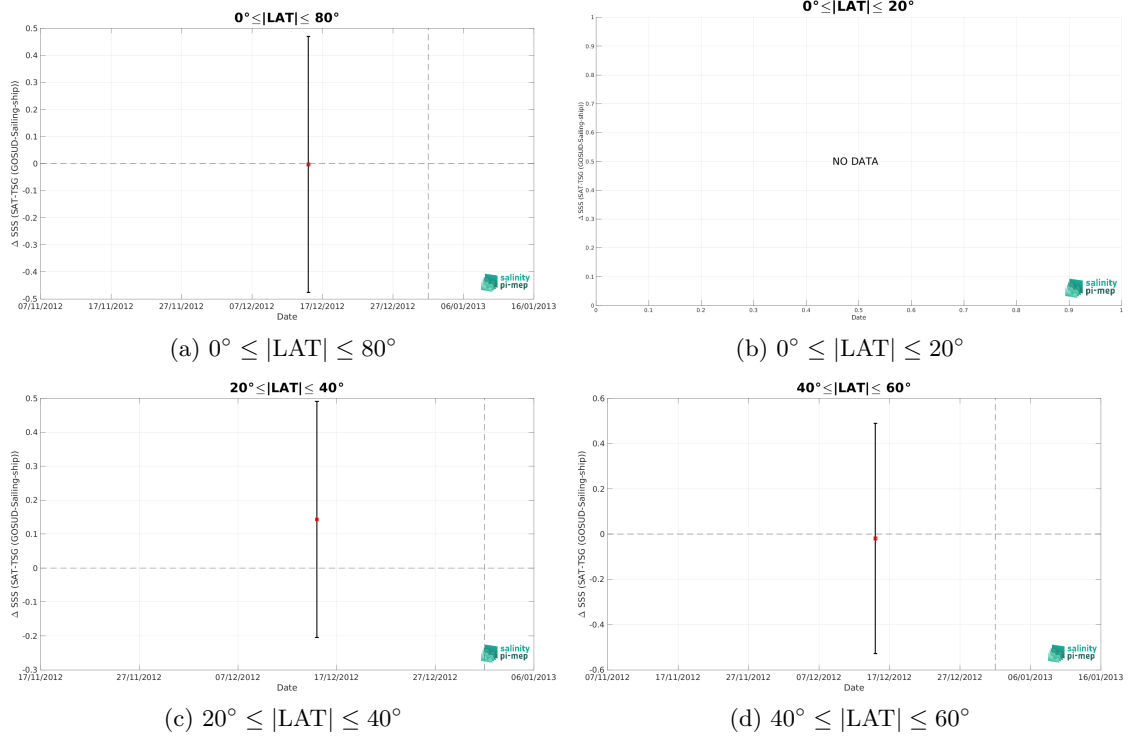 0°≤|LAT|≤ 80°
Δ SSS (SAT-TSG (GOSUD-Sailing-ship))
0.5
0.4
0.3
0.2
0.1
0
-0.1
-0.2
-0.3
-0.4
-0.5
07/11/2012 17/11/2012 27/11/2012 07/12/2012 17/12/2012 27/12/2012 06/01/2013 16/01/2013
Date
salinity
pi-mep
(a) 0° ≤ |LAT| ≤ 80°
0°≤|LAT|≤ 20°
Δ SSS (SAT-TSG (GOSUD-Sailing-ship))
1
0.9
0.8
0.7
0.6
0.5
0.4
0.3
0.2
0.1
0
NO DATA
0 0.1 0.2 0.3 0.4 0.5 0.6 0.7 0.8 0.9 1
Date
salinity
pi-mep
(b) 0° ≤ |LAT| ≤ 20°
20°≤|LAT|≤ 40°
Δ SSS (SAT-TSG (GOSUD-Sailing-ship))
0.5
0.4
0.3
0.2
0.1
0
-0.1
-0.2
-0.3
17/11/2012 27/11/2012 07/12/2012 17/12/2012 27/12/2012 06/01/2013
Date
salinity
pi-mep
(c) 20° ≤ |LAT| ≤ 40°
40°≤|LAT|≤ 60°
Δ SSS (SAT-TSG (GOSUD-Sailing-ship))
0.6
0.4
0.2
0
-0.2
-0.4
-0.6
07/11/2012 17/11/2012 27/11/2012 07/12/2012 17/12/2012 27/12/2012 06/01/2013 16/01/2013
Date
salinity
pi-mep
(d) 40° ≤ |LAT| ≤ 60°